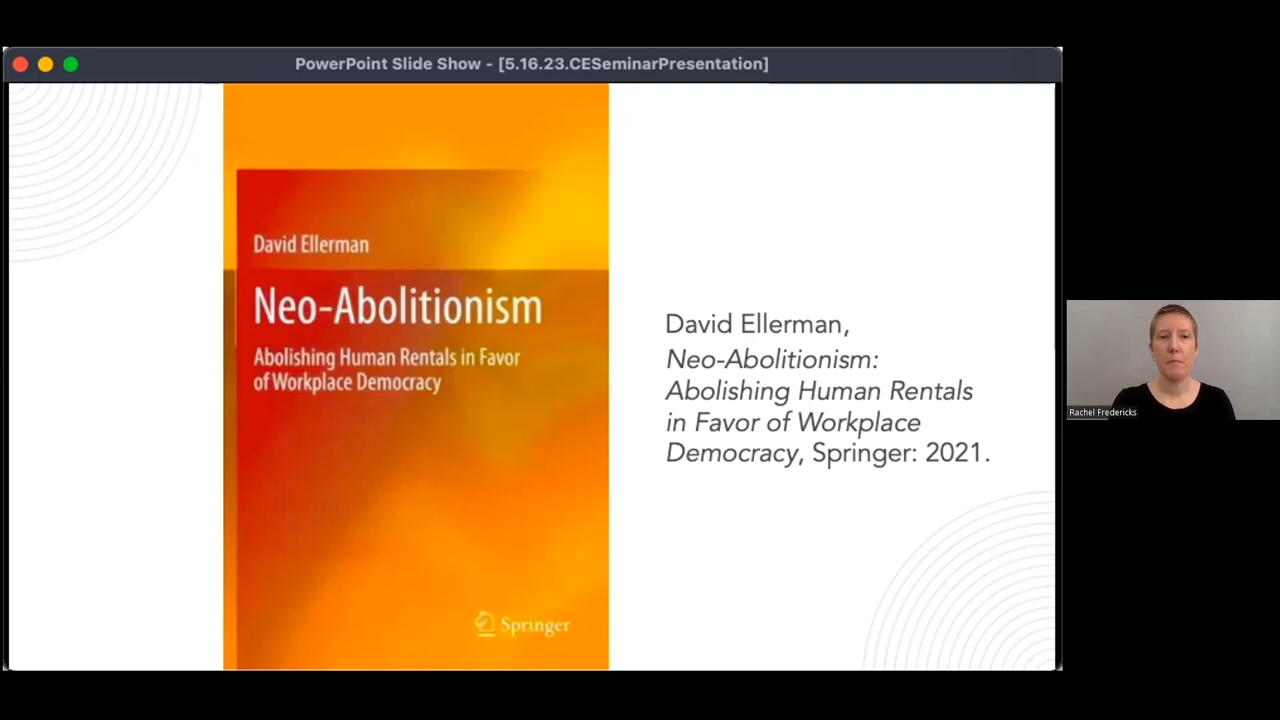 PowerPoint Slide Show - [5.16.23.CESeminarPresentation]
David Ellerman
Neo-Abolitionism
Abolishing Human Rentals in Favor
of Workplace Democracy
Springer
David Ellerman,
Neo-Abolitionism:
Abolishing Human Rentals
in Favor of Workplace
Democracy, Springer: 2021.
Rachel Fredericks